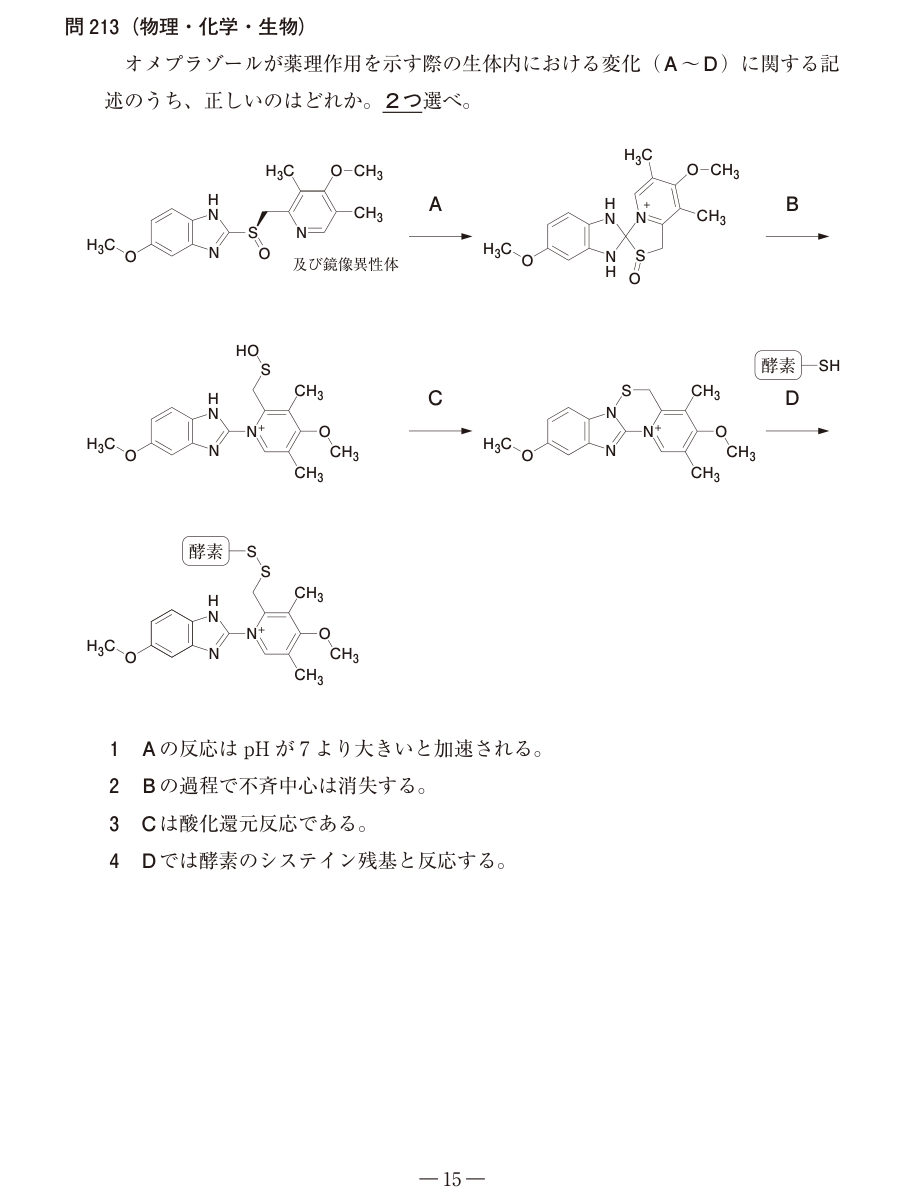 問 213（物理・化学・生物）
オメプラゾールが薬理作用を示す際の生体内における変化（A～D）に関する記
述のうち、正しいのはどれか。２つ選べ。
H₃C O－CH₃
H
N
CH₃
S
N
N
O
H₃C
O
及び鏡像異性体
A
H₃C
O－CH₃
H
N
N⁺
CH₃
H₃C
O
N
H
S
O
B
HO
S
CH₃
H
N
N⁺
O
H₃C
O
N
CH₃
CH₃
C
S
CH₃
N
N⁺
O
H₃C
O
N
CH₃
CH₃
酵素－SH
D
酵素－S
S
CH₃
H
N
N⁺
O
H₃C
O
N
CH₃
CH₃
1 Aの反応は pH が 7 より大きいと加速される。
2 Bの過程で不斉中心は消失する。
3 Cは酸化還元反応である。
4 Dでは酵素のシステイン残基と反応する。
― 15 ―